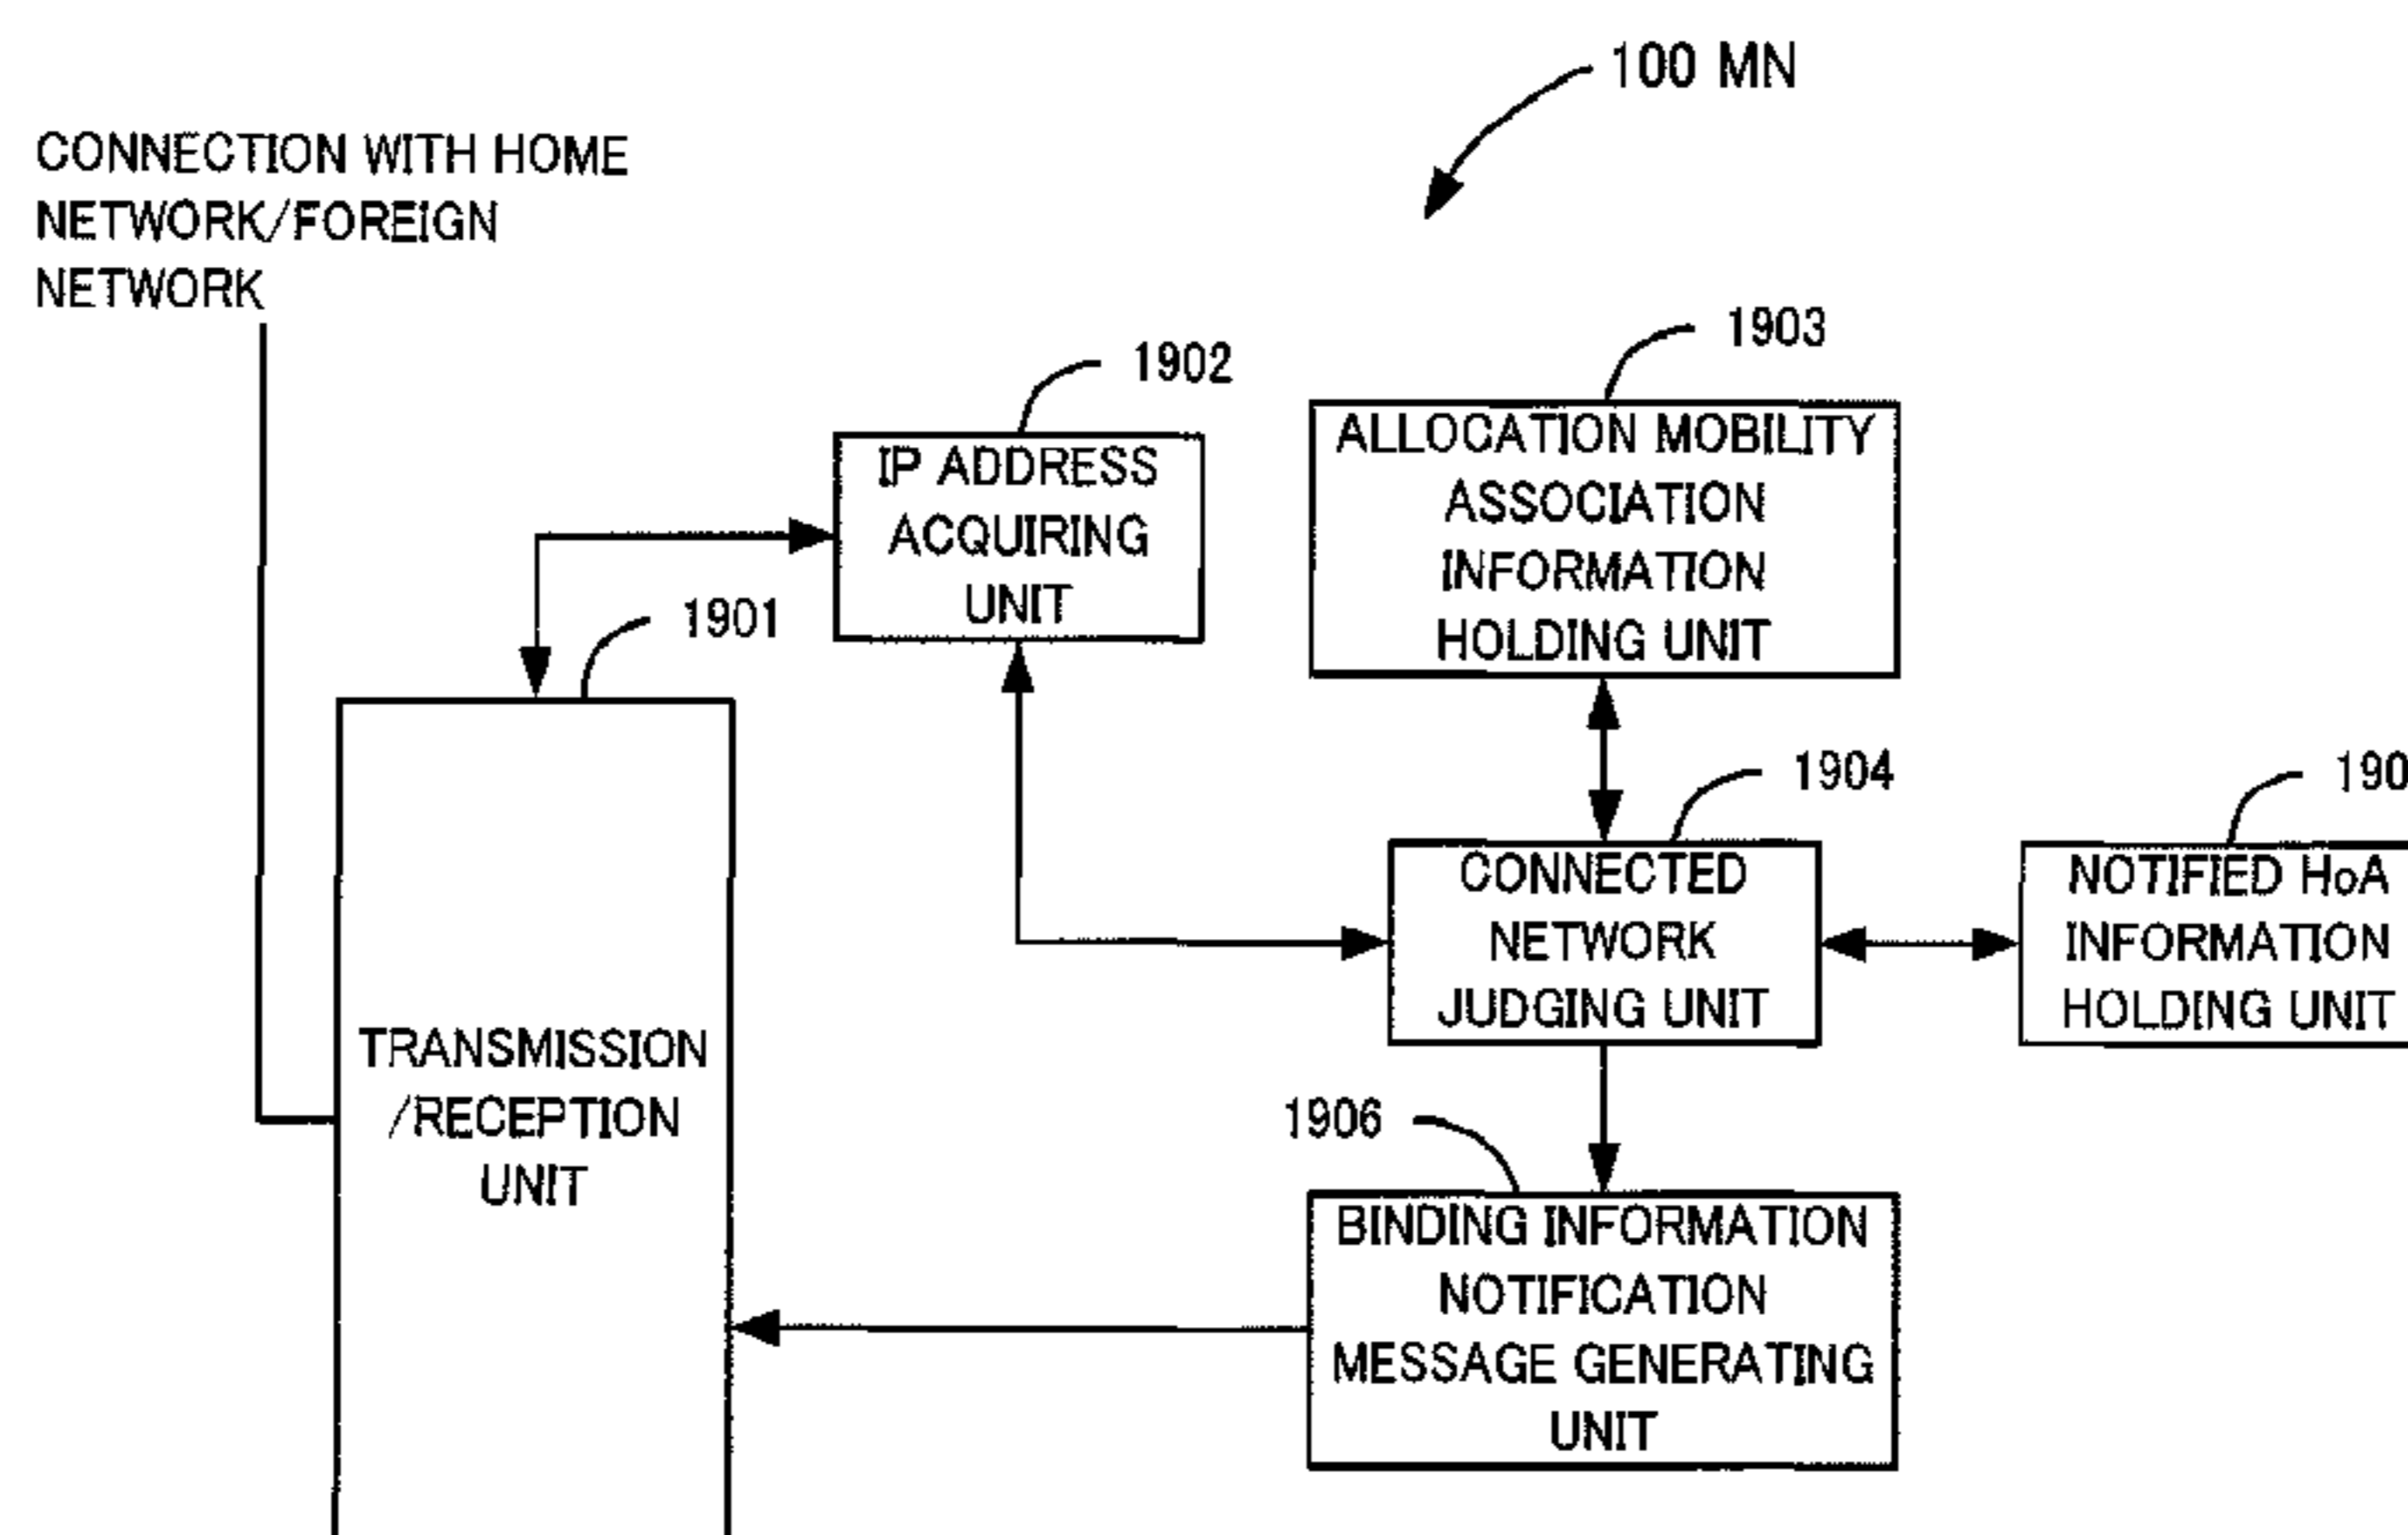 100 MN
CONNECTION WITH HOME
NETWORK/FOREIGN
NETWORK
1903
1902
ALLOCATION MOBILITY
ASSOCIATION
INFORMATION
HOLDING UNIT
IP ADDRESS
ACQUIRING
UNIT
1901
1904
CONNECTED
NETWORK
JUDGING UNIT
NOTIFIED HoA
INFORMATION
HOLDING UNIT
TRANSMISSION
/RECEPTION
UNIT
1906
BINDING INFORMATION
NOTIFICATION
MESSAGE GENERATING
UNIT